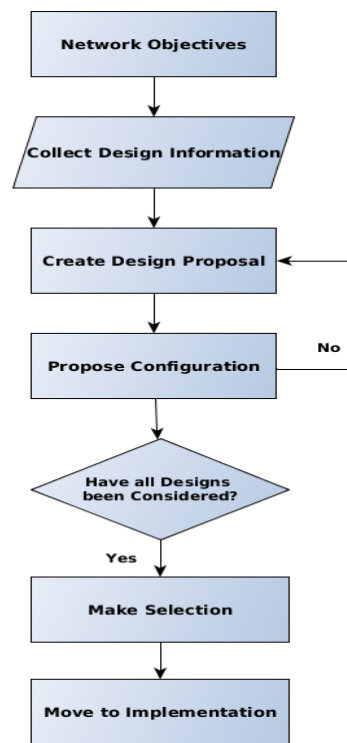 Network Objectives
Collect Design Information
Create Design Proposal
Propose Configuration
No
Have all Designs
been Considered?
Yes
Make Selection
Move to Implementation